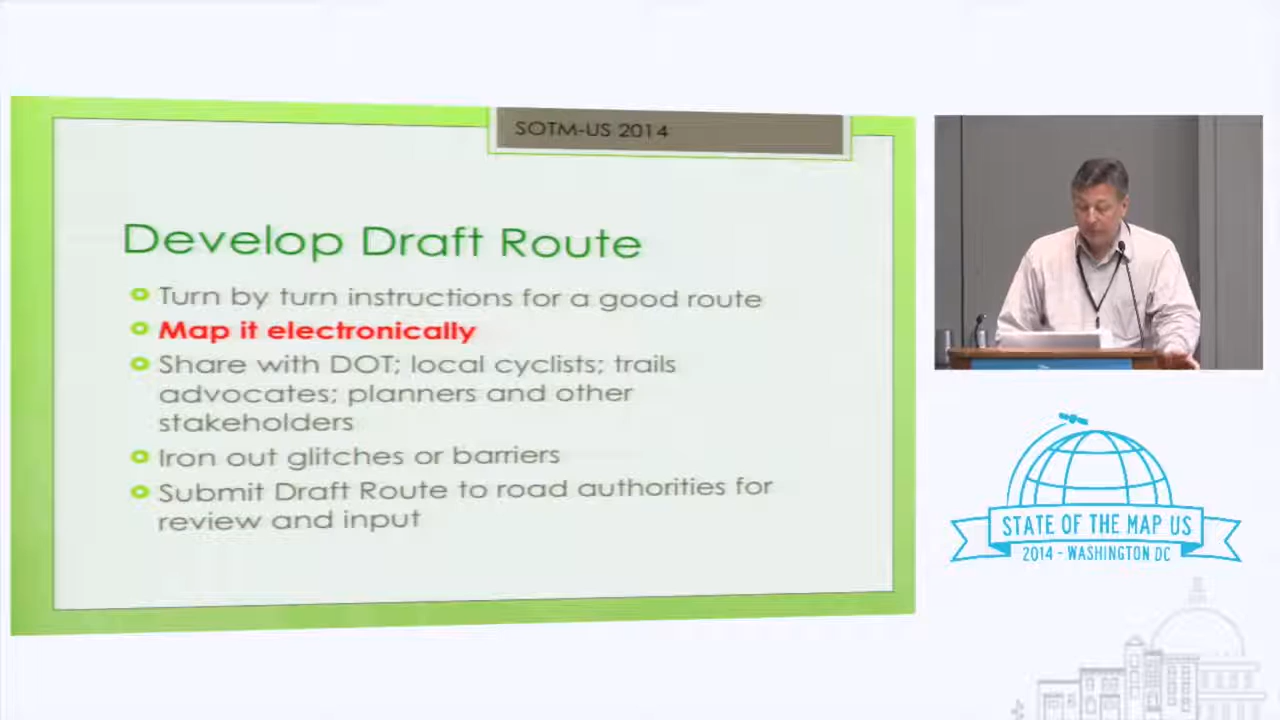 SOTM-US 2014
Develop Draft Route
Turn by turn instructions for a good route
Map it electronically
Share with DOT; local cyclists; trails
advocates; planners and other
stakeholders
Iron out glitches or barriers
Submit Draft Route to road authorities for
review and input
STATE OF THE MAP US
2014 - WASHINGTON DC